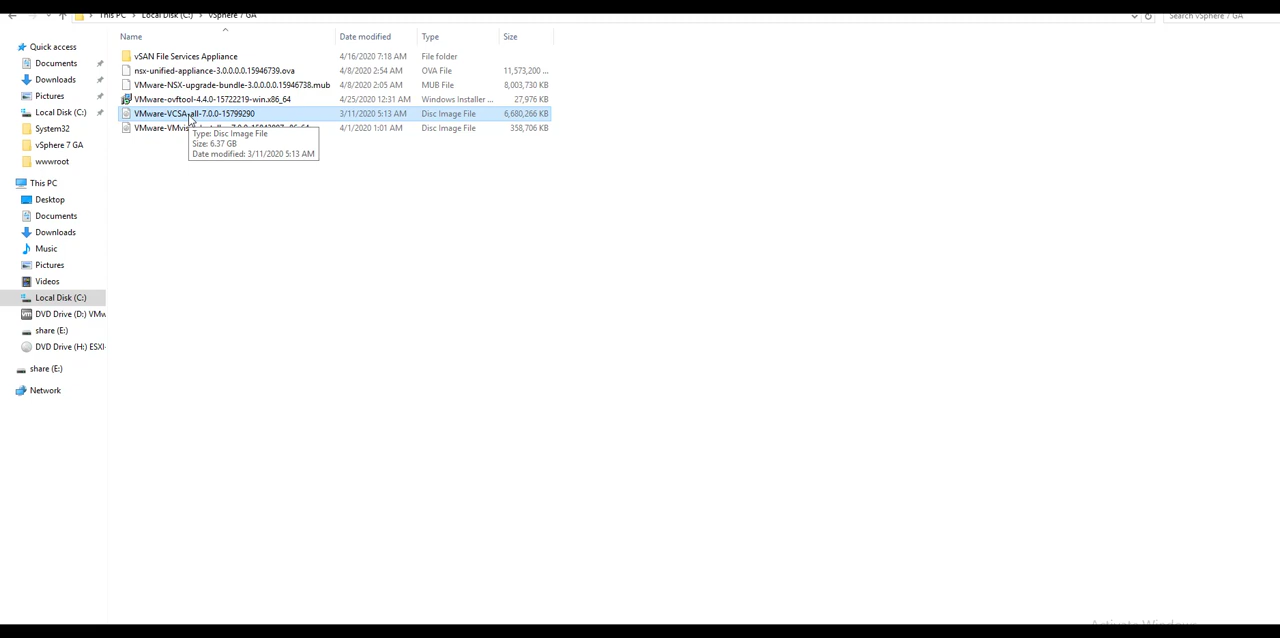 This PC > Local Disk (C:) > vSphere 7 GA
Search vSphere 7 GA
Name Date modified Type Size
Quick access
Documents
Downloads
Pictures
Local Disk (C:)
System32
vSphere 7 GA
wwwroot
This PC
Desktop
Documents
Downloads
Music
Pictures
Videos
Local Disk (C:)
DVD Drive (D:) VMw
share (E:)
DVD Drive (H:) ESXI-
share (E:)
Network
vSAN File Services Appliance 4/16/2020 7:18 AM File folder
nsx-unified-appliance-3.0.0.0.0.15946739.ova 4/8/2020 2:54 AM OVA File 11,573,200 ...
VMware-NSX-upgrade-bundle-3.0.0.0.0.15946738.mub 4/8/2020 2:05 AM MUB File 8,003,730 KB
VMware-ovftool-4.4.0-15722219-win.x86_64 4/25/2020 12:31 AM Windows Installer ... 27,976 KB
VMware-VCSA-all-7.0.0-15799290 3/11/2020 5:13 AM Disc Image File 6,680,266 KB
4/1/2020 1:01 AM Disc Image File 358,706 KB
Type: Disc Image File
Size: 6.37 GB
Date modified: 3/11/2020 5:13 AM
Activate Windows